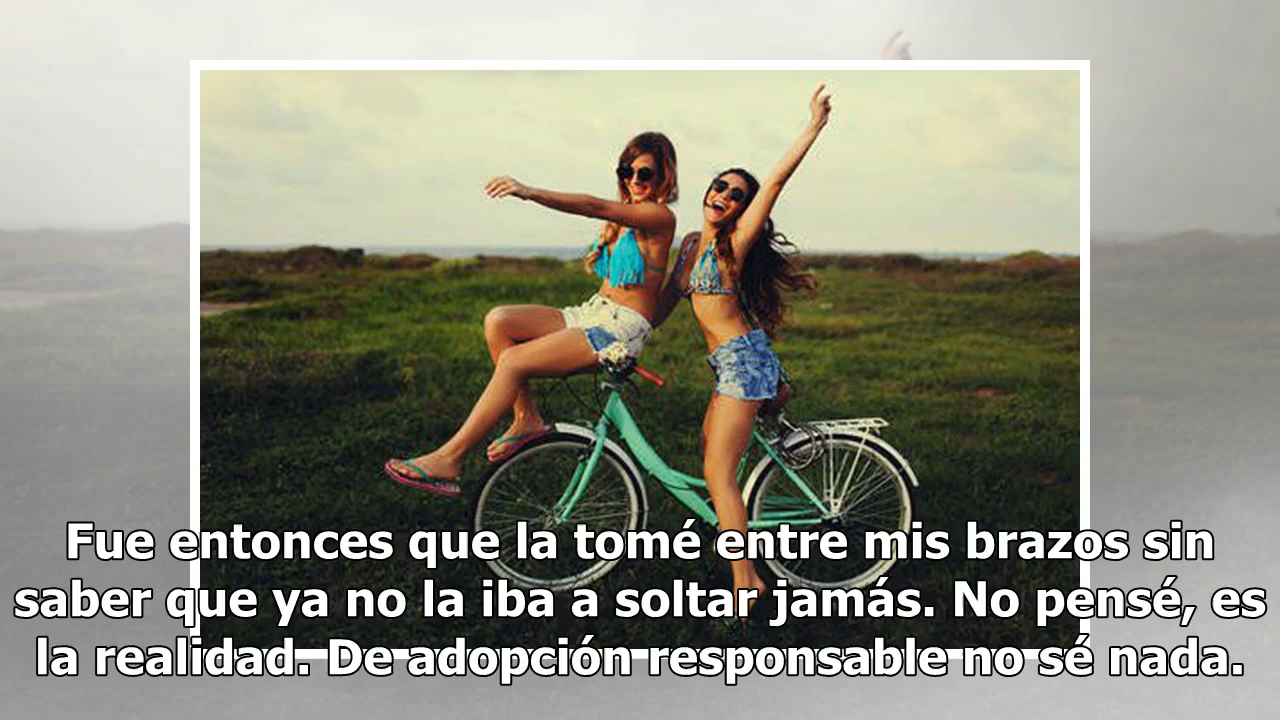 Fue entonces que la tomé entre mis brazos sin
saber que ya no la iba a soltar jamás. No pensé, es
la realidad. De adopción responsable no sé nada.